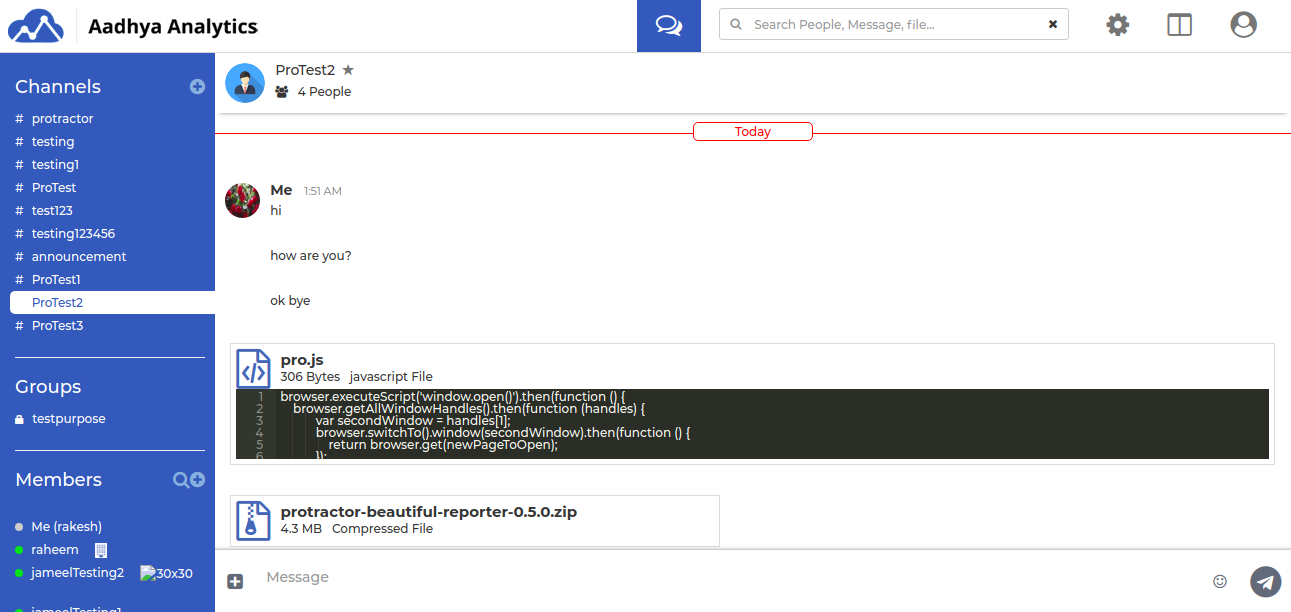 Aadhya Analytics
Search People, Message, file...
Channels
# protractor
# testing
# testing1
# ProTest
# test123
# testing123456
# announcement
# ProTest1
ProTest2
# ProTest3
Groups
testpurpose
Members
Me (rakesh)
raheem
jameelTesting2 30x30
jameelTesting1
ProTest2
4 People
Today
Me 1:51 AM
hi
how are you?
ok bye
pro.js
306 Bytes javascript File
1 browser.executeScript('window.open()').then(function () {
2 browser.getAllWindowHandles().then(function (handles) {
3 var secondWindow = handles[1];
4 browser.switchTo().window(secondWindow).then(function () {
5 return browser.get(newPageToOpen);
6 });
protractor-beautiful-reporter-0.5.0.zip
4.3 MB Compressed File
Message